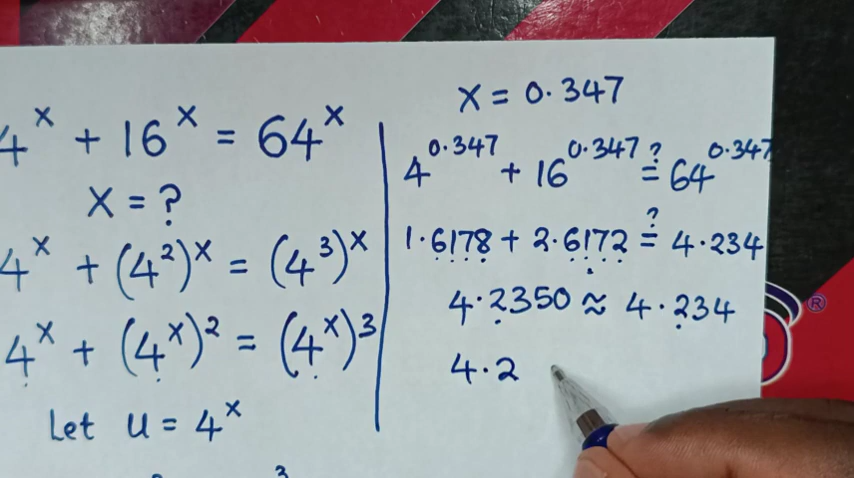 4^x + 16^x = 64^x
X = ?
4^x + (4^2)^x = (4^3)^x
4^x + (4^x)^2 = (4^x)^3
Let u = 4^x
X = 0.347
4^0.347 + 16^0.347 ?= 64^0.347
1.6178 + 2.6172 ?= 4.234
4.2350 ≈ 4.234
4.2
®